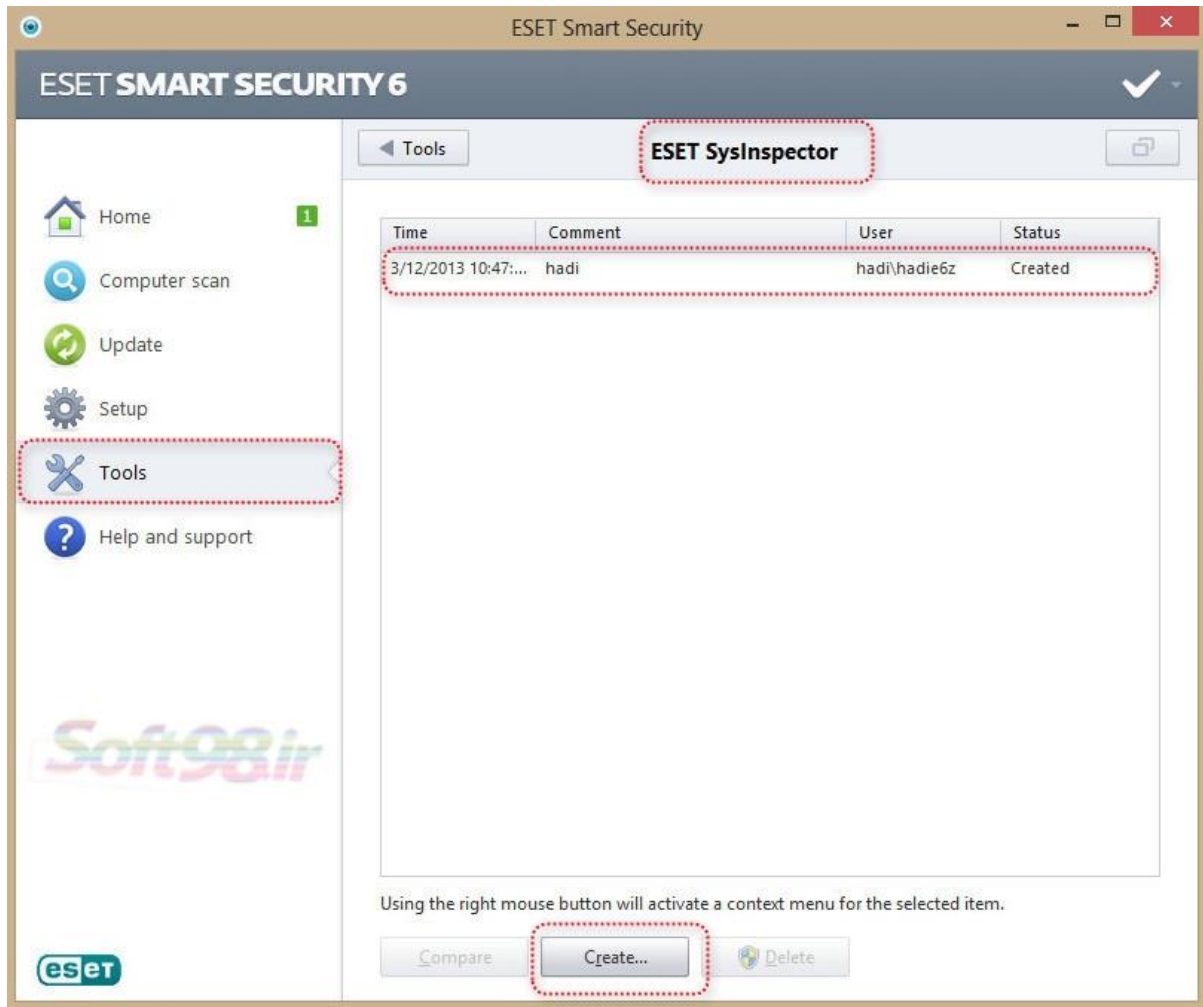 ESET Smart Security
ESET SMART SECURITY 6
Tools
ESET SysInspector
Home 1
Computer scan
Update
Setup
Tools
Help and support
Time Comment User Status
3/12/2013 10:47:... hadi hadi\hadie6z Created
Soft98.ir
Using the right mouse button will activate a context menu for the selected item.
Compare Create... Delete
eseT